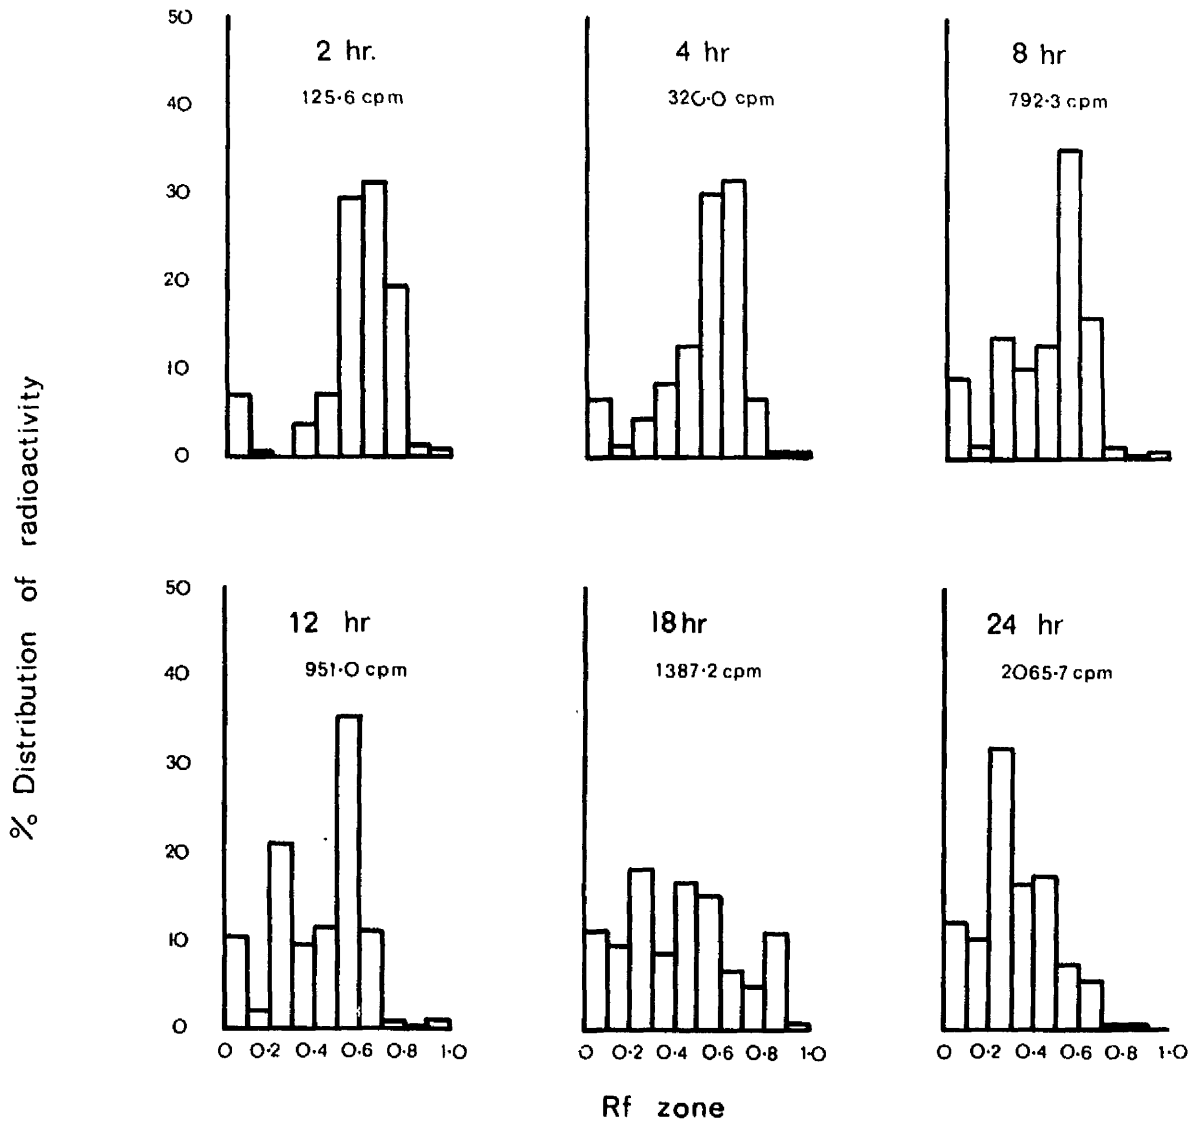 50
40
30
20
10
0
2 hr.
125·6 cpm
4 hr
320·0 cpm
8 hr
792·3 cpm
% Distribution of radioactivity
50
40
30
20
10
0
12 hr
951·0 cpm
18hr
1387·2 cpm
24 hr
2065·7 cpm
0 0·2 0·4 0·6 0·8 1·0
0 0·2 0·4 0·6 0·8 1·0
0 0·2 0·4 0·6 0·8 1·0
Rf zone